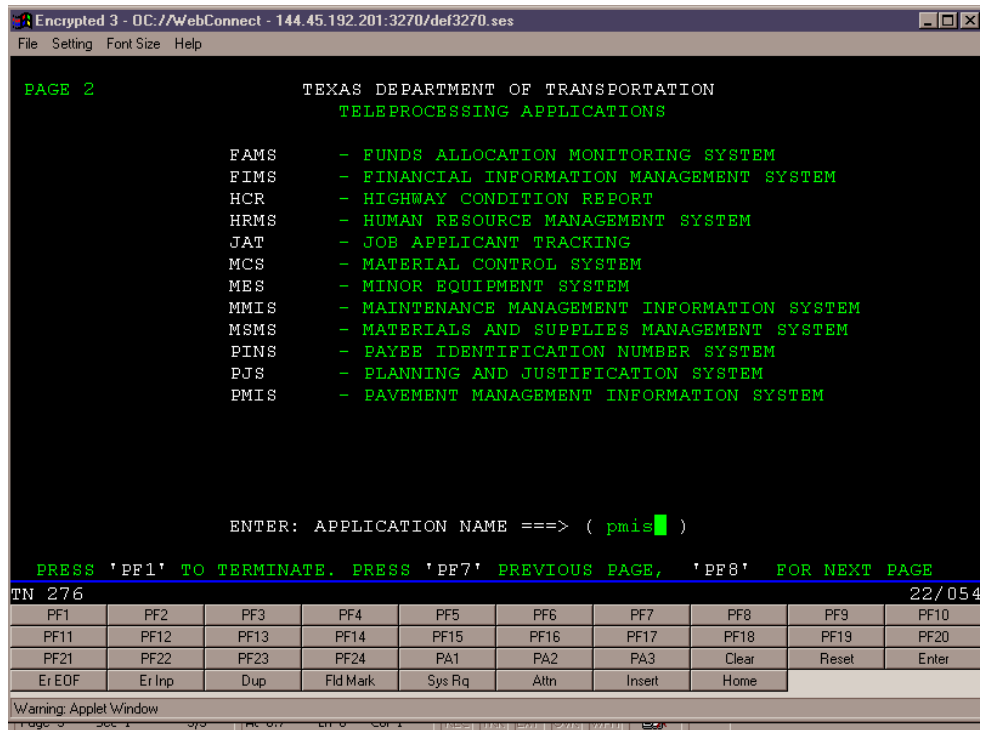 Encrypted 3 - OC://WebConnect - 144.45.192.201:3270/def3270.ses
File Setting Font Size Help
PAGE 2 TEXAS DEPARTMENT OF TRANSPORTATION
TELEPROCESSING APPLICATIONS
FAMS - FUNDS ALLOCATION MONITORING SYSTEM
FIMS - FINANCIAL INFORMATION MANAGEMENT SYSTEM
HCR - HIGHWAY CONDITION REPORT
HRMS - HUMAN RESOURCE MANAGEMENT SYSTEM
JAT - JOB APPLICANT TRACKING
MCS - MATERIAL CONTROL SYSTEM
MES - MINOR EQUIPMENT SYSTEM
MMIS - MAINTENANCE MANAGEMENT INFORMATION SYSTEM
MSMS - MATERIALS AND SUPPLIES MANAGEMENT SYSTEM
PINS - PAYEE IDENTIFICATION NUMBER SYSTEM
PJS - PLANNING AND JUSTIFICATION SYSTEM
PMIS - PAVEMENT MANAGEMENT INFORMATION SYSTEM
ENTER: APPLICATION NAME ===> ( pmis )
PRESS 'PF1' TO TERMINATE. PRESS 'PF7' PREVIOUS PAGE, 'PF8' FOR NEXT PAGE
TN 276 22/054
PF1 PF2 PF3 PF4 PF5 PF6 PF7 PF8 PF9 PF10
PF11 PF12 PF13 PF14 PF15 PF16 PF17 PF18 PF19 PF20
PF21 PF22 PF23 PF24 PA1 PA2 PA3 Clear Reset Enter
Er EOF Er Inp Dup Fld Mark Sys Rq Attn Insert Home
Warning: Applet Window